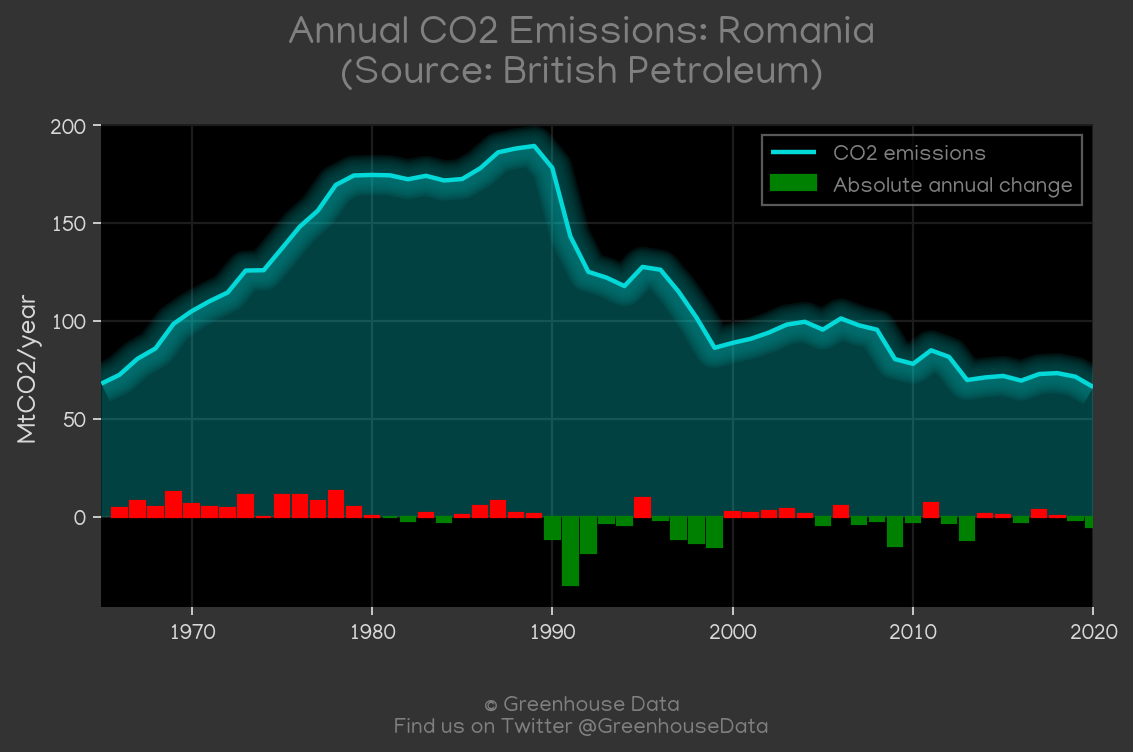 Annual CO2 Emissions: Romania
(Source: British Petroleum)
MtCO2/year
200
150
100
50
0
CO2 emissions
Absolute annual change
1970 1980 1990 2000 2010 2020
© Greenhouse Data
Find us on Twitter @GreenhouseData